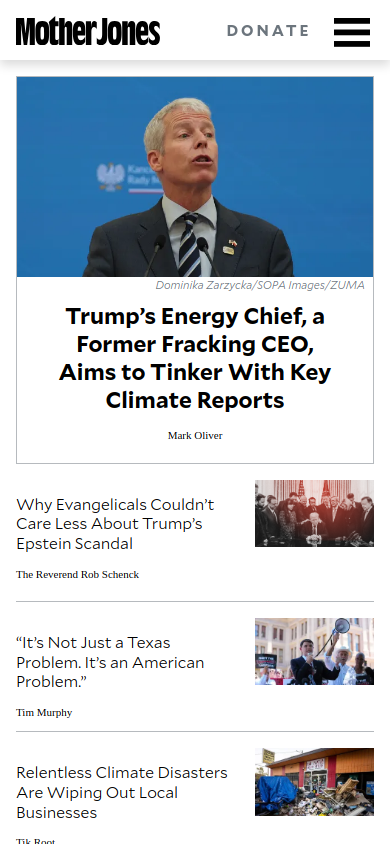 Mother Jones
DONATE
Dominika Zarzycka/SOPA Images/ZUMA
Trump’s Energy Chief, a
Former Fracking CEO,
Aims to Tinker With Key
Climate Reports
Mark Oliver
Why Evangelicals Couldn’t
Care Less About Trump’s
Epstein Scandal
The Reverend Rob Schenck
“It’s Not Just a Texas
Problem. It’s an American
Problem.”
Tim Murphy
Relentless Climate Disasters
Are Wiping Out Local
Businesses
Tik Root